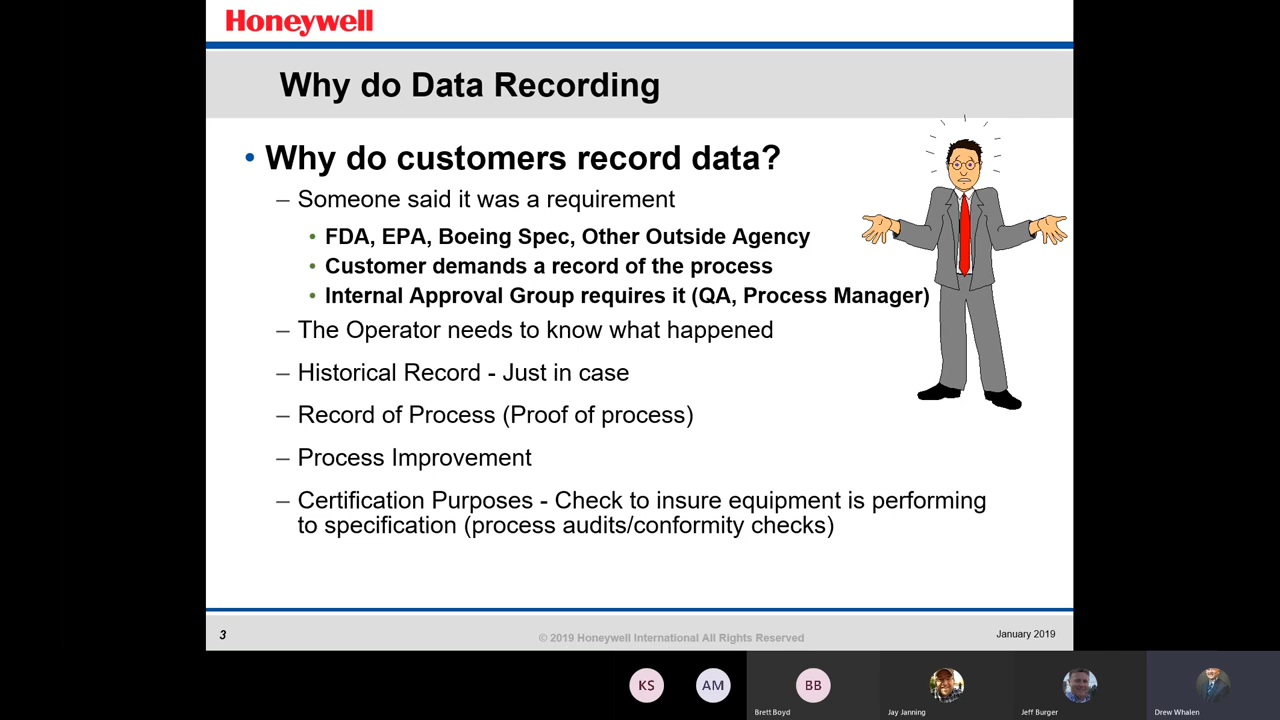 Honeywell
Why do Data Recording
• Why do customers record data?
– Someone said it was a requirement
• FDA, EPA, Boeing Spec, Other Outside Agency
• Customer demands a record of the process
• Internal Approval Group requires it (QA, Process Manager)
– The Operator needs to know what happened
– Historical Record - Just in case
– Record of Process (Proof of process)
– Process Improvement
– Certification Purposes - Check to insure equipment is performing
to specification (process audits/conformity checks)
3
© 2019 Honeywell International All Rights Reserved
January 2019
KS
AM
BB
Brett Boyd
Jay Janning
Jeff Burger
Drew Whalen